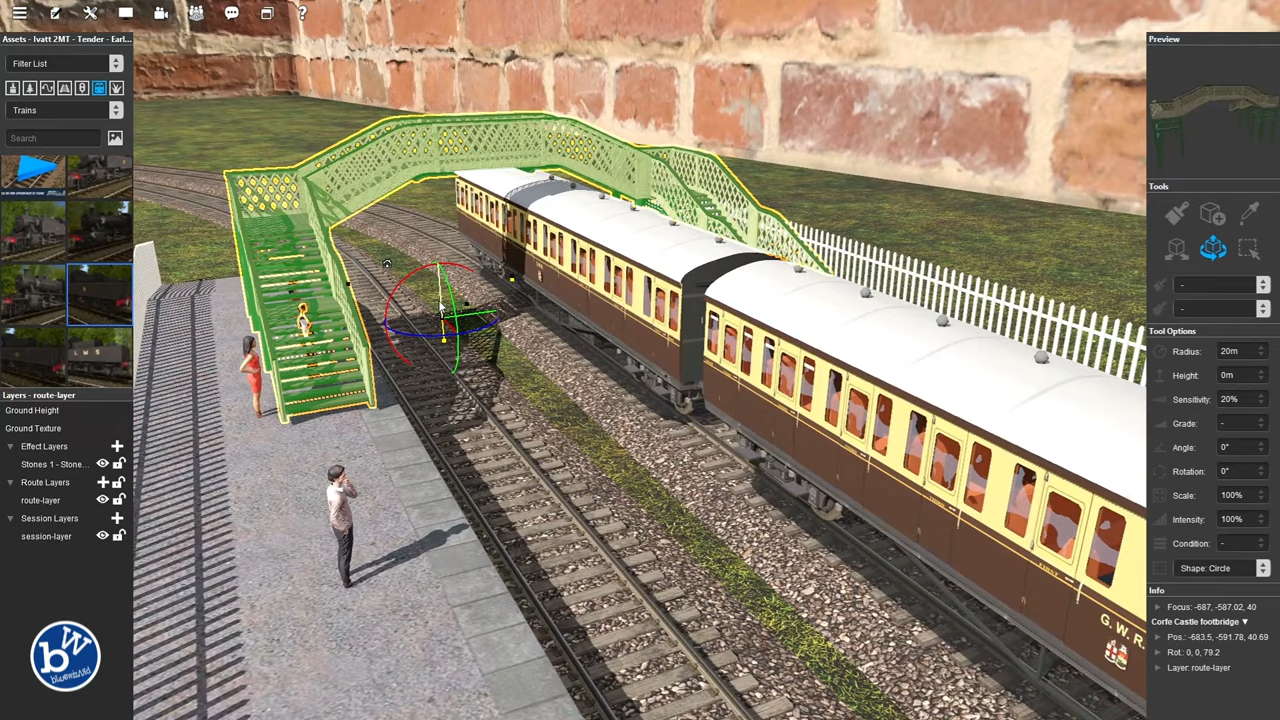 ?
Assets - Ivatt 2MT - Tender - Earl...
Filter List
Trains
Search
L M S
Layers - route-layer
Ground Height
Ground Texture
Effect Layers
Stones 1 - Stone...
Route Layers
route-layer
Session Layers
session-layer
bW
bluewizard
G. W. R.
FIRST
Preview
Tools
-
-
Tool Options
Radius: 20m
Height: 0m
Sensitivity: 20%
Grade: -
Angle: 0°
Rotation: 0°
Scale: 100%
Intensity: 100%
Condition: -
Shape: Circle
Info
Focus: -687, -587.02, 40
Corfe Castle footbridge ▼
Pos.: -683.5, -591.78, 40.69
Rot.: 0, 0, 79.2
Layer: route-layer